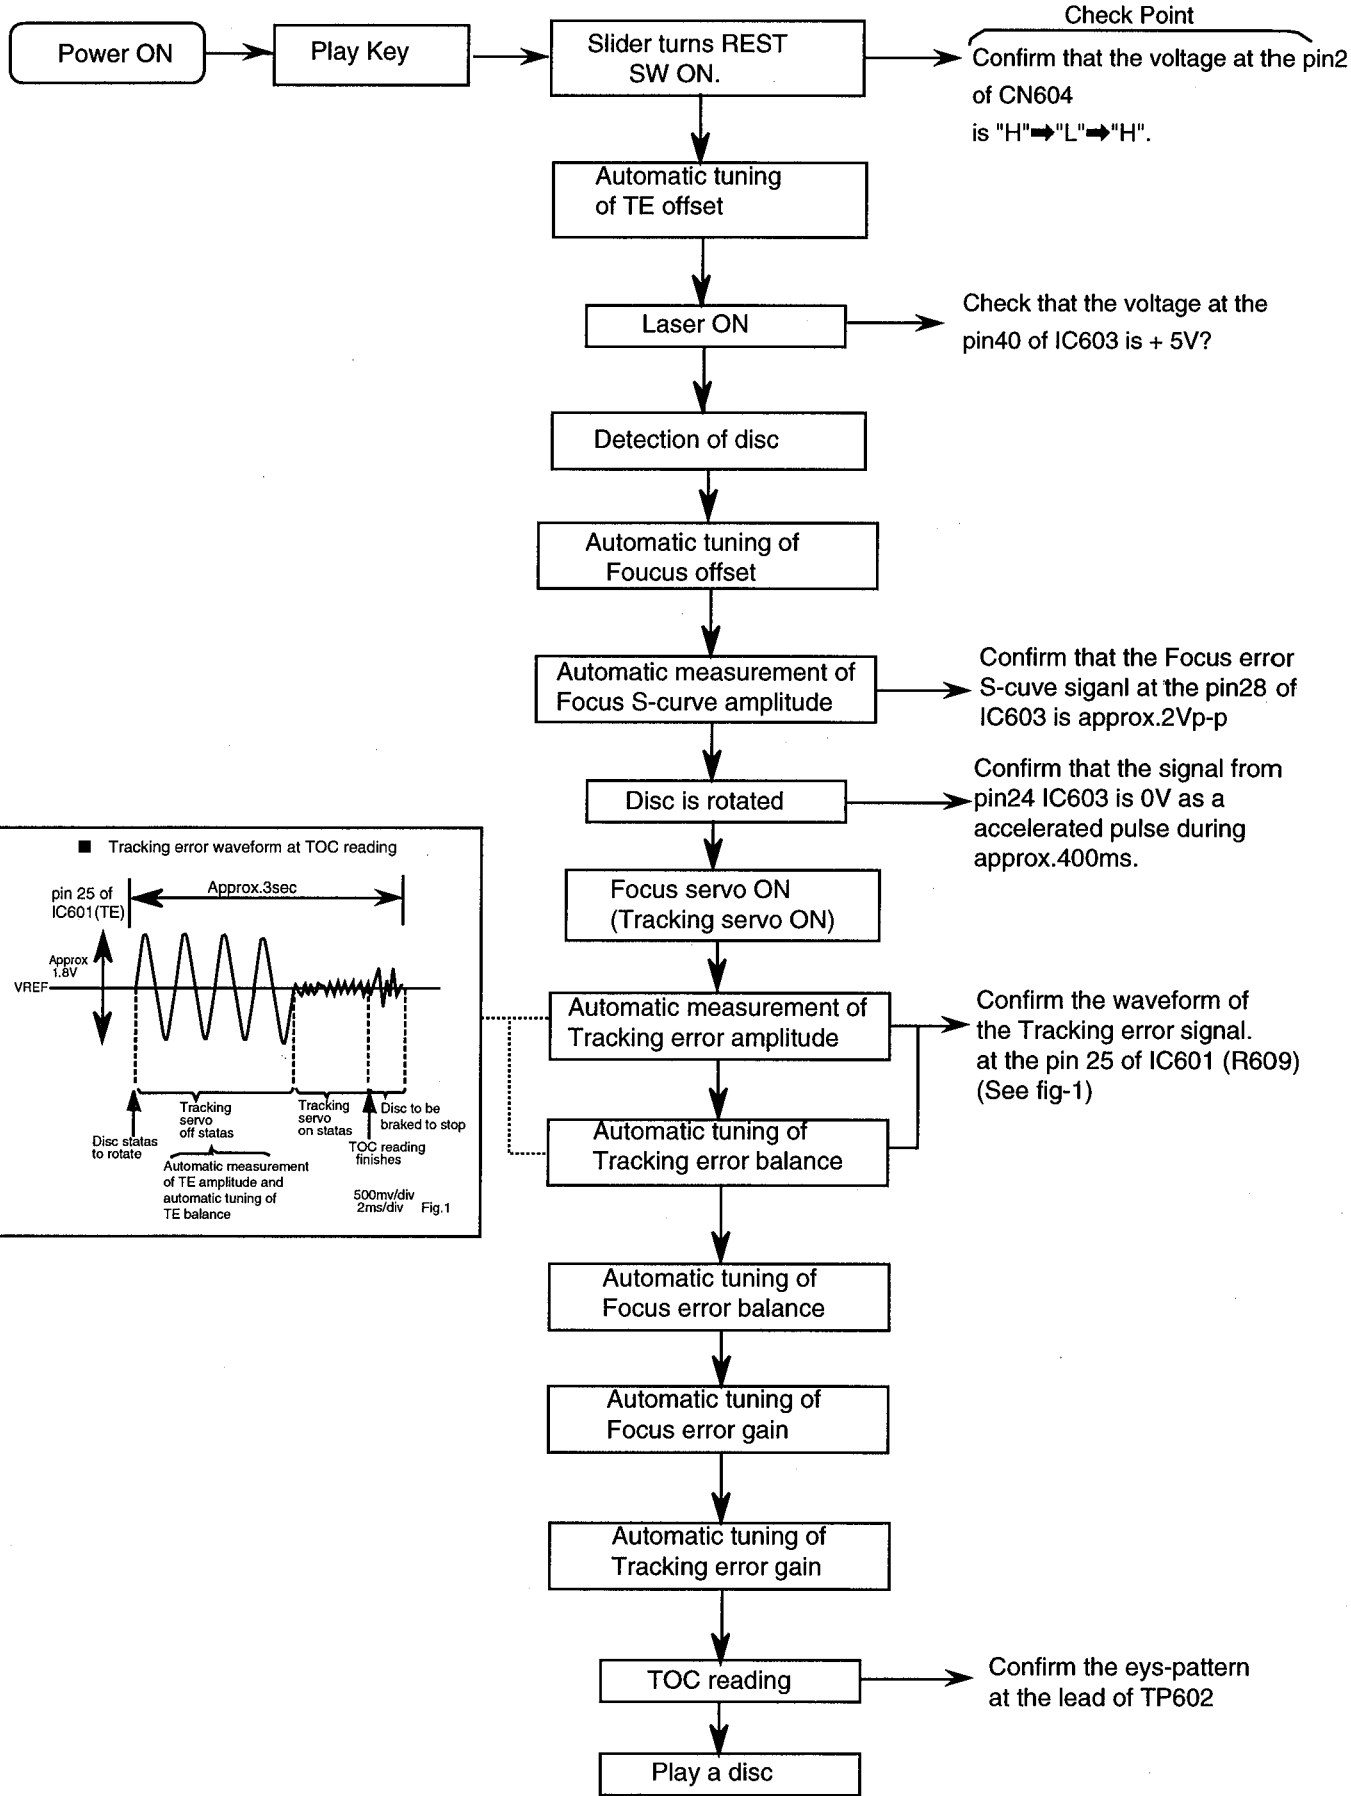 Check Point
Power ON
Play Key
Slider turns REST
SW ON.
Confirm that the voltage at the pin2
of CN604
is "H"➡"L"➡"H".
Automatic tuning
of TE offset
Laser ON
Check that the voltage at the
pin40 of IC603 is + 5V?
Detection of disc
Automatic tuning of
Foucus offset
Automatic measurement of
Focus S-curve amplitude
Confirm that the Focus error
S-cuve siganl at the pin28 of
IC603 is approx.2Vp-p
Disc is rotated
Confirm that the signal from
pin24 IC603 is 0V as a
accelerated pulse during
approx.400ms.
Focus servo ON
(Tracking servo ON)
■ Tracking error waveform at TOC reading
pin 25 of
IC601(TE)
Approx.3sec
Approx
1.8V
VREF
Disc statas
to rotate
Tracking
servo
off statas
Tracking
servo
on statas
Disc to be
braked to stop
TOC reading
finishes
Automatic measurement
of TE amplitude and
automatic tuning of
TE balance
500mv/div
2ms/div
Fig.1
Automatic measurement of
Tracking error amplitude
Confirm the waveform of
the Tracking error signal.
at the pin 25 of IC601 (R609)
(See fig-1)
Automatic tuning of
Tracking error balance
Automatic tuning of
Focus error balance
Automatic tuning of
Focus error gain
Automatic tuning of
Tracking error gain
TOC reading
Confirm the eys-pattern
at the lead of TP602
Play a disc